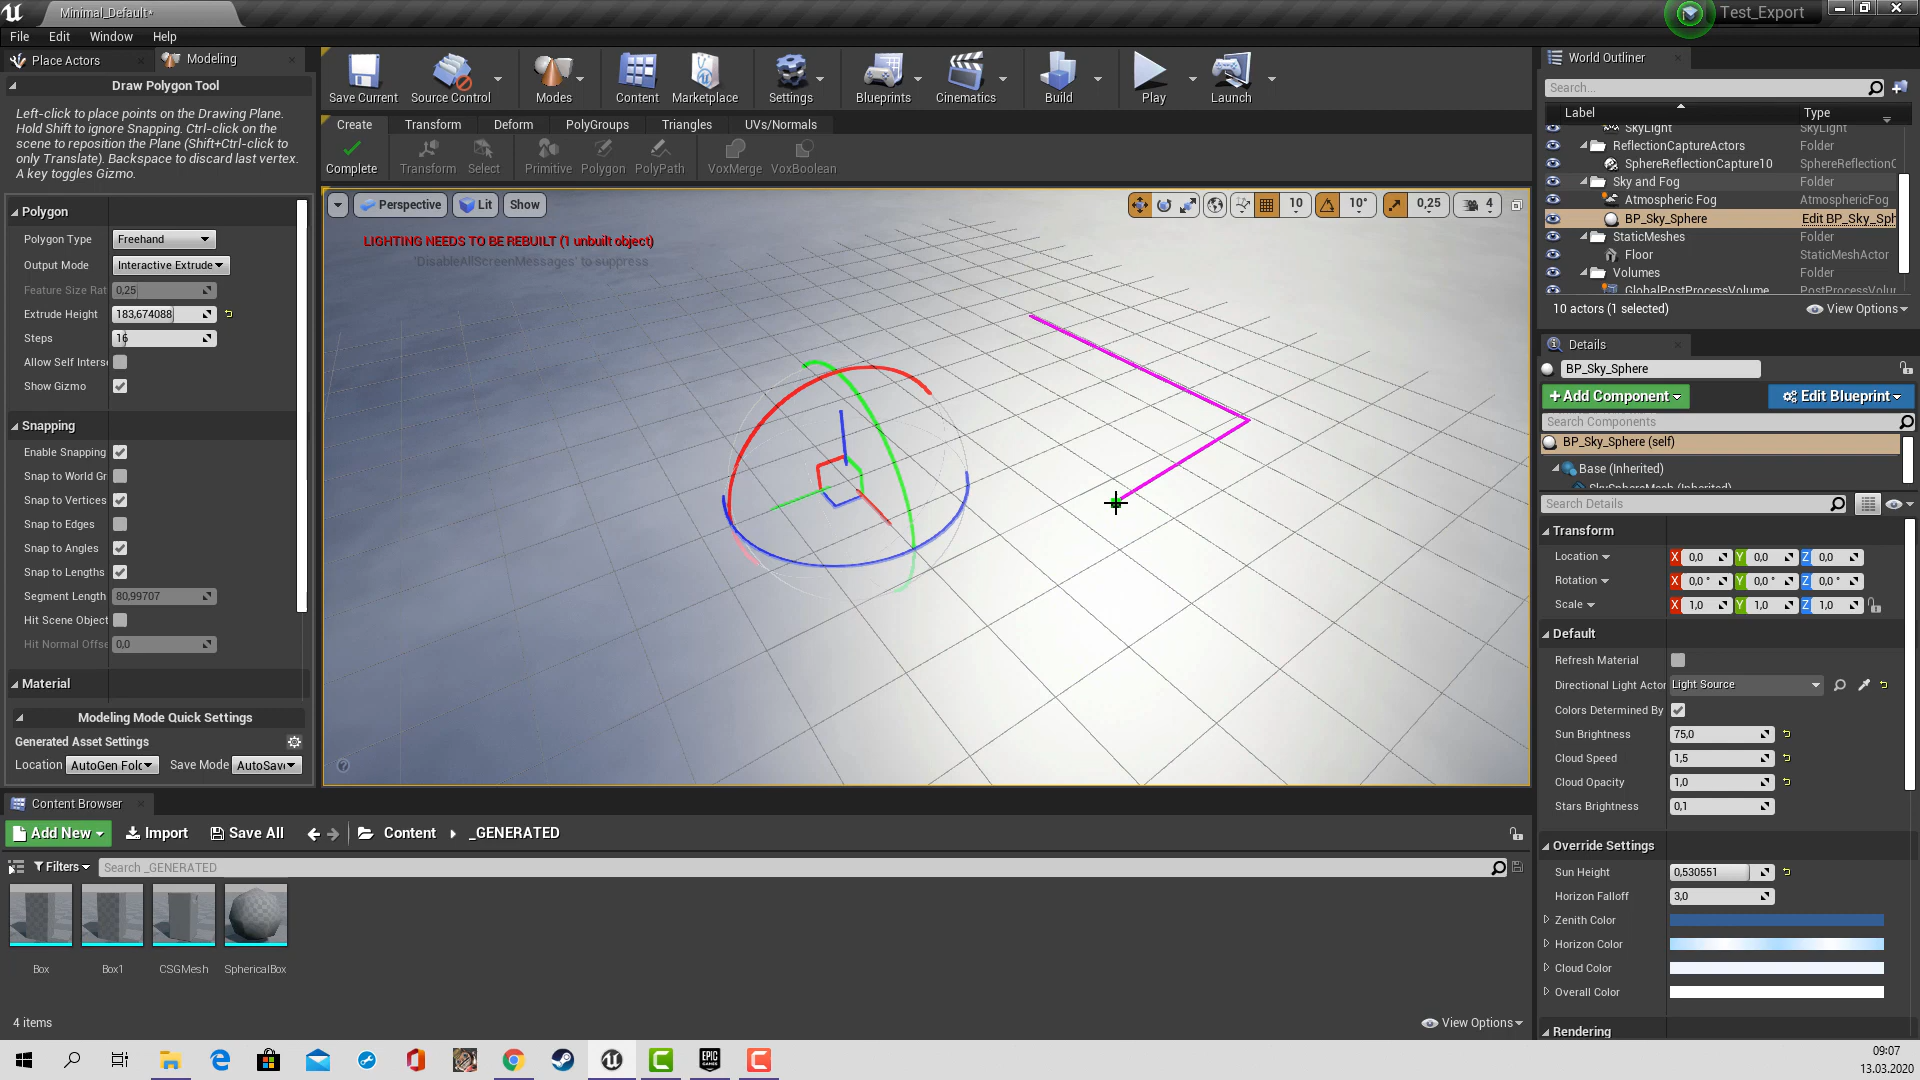 Minimal_Default*
Test_Export
File Edit Window Help
Place Actors
Modeling
Draw Polygon Tool
Left-click to place points on the Drawing Plane.
Hold Shift to ignore Snapping. Ctrl-click on the
scene to reposition the Plane (Shift+Ctrl-click to
only Translate). Backspace to discard last vertex.
A key toggles Gizmo.
Polygon
Polygon Type Freehand
Output Mode Interactive Extrude
Feature Size Rat 0,25
Extrude Height 183,674088
Steps 16
Allow Self Interse
Show Gizmo
Snapping
Enable Snapping
Snap to World Gr
Snap to Vertices
Snap to Edges
Snap to Angles
Snap to Lengths
Segment Length 80,99707
Hit Scene Object
Hit Normal Offse 0,0
Material
Modeling Mode Quick Settings
Generated Asset Settings
Location AutoGen Folc Save Mode AutoSav
Save Current
Source Control
Modes
Content
Marketplace
Settings
Blueprints
Cinematics
Build
Play
Launch
Create Transform Deform PolyGroups Triangles UVs/Normals
Complete Transform Select Primitive Polygon PolyPath VoxMerge VoxBoolean
Perspective Lit Show
10 10° 0,25 4
LIGHTING NEEDS TO BE REBUILT (1 unbuilt object)
'DisableAllScreenMessages' to suppress
World Outliner
Search...
Label Type
SkyLight SkyLight
ReflectionCaptureActors Folder
SphereReflectionCapture10 SphereReflectionC
Sky and Fog Folder
Atmospheric Fog AtmosphericFog
BP_Sky_Sphere Edit BP_Sky_Sph
StaticMeshes Folder
Floor StaticMeshActor
Volumes Folder
GlobalPostProcessVolume PostProcessVolur
10 actors (1 selected)
View Options
Details
BP_Sky_Sphere
+Add Component
Edit Blueprint
Search Components
BP_Sky_Sphere (self)
Base (Inherited)
SkySphereMesh (Inherited)
Search Details
Transform
Location X 0,0 Y 0,0 Z 0,0
Rotation X 0,0 ° Y 0,0 ° Z 0,0 °
Scale X 1,0 Y 1,0 Z 1,0
Default
Refresh Material
Directional Light Actor Light Source
Colors Determined By
Sun Brightness 75,0
Cloud Speed 1,5
Cloud Opacity 1,0
Stars Brightness 0,1
Override Settings
Sun Height 0,530551
Horizon Falloff 3,0
Zenith Color
Horizon Color
Cloud Color
Overall Color
Rendering
Content Browser
Add New Import Save All Content _GENERATED
Filters Search _GENERATED
Box
Box1
CSGMesh
SphericalBox
4 items
View Options
EPIC
GAMES
09:07
13.03.2020